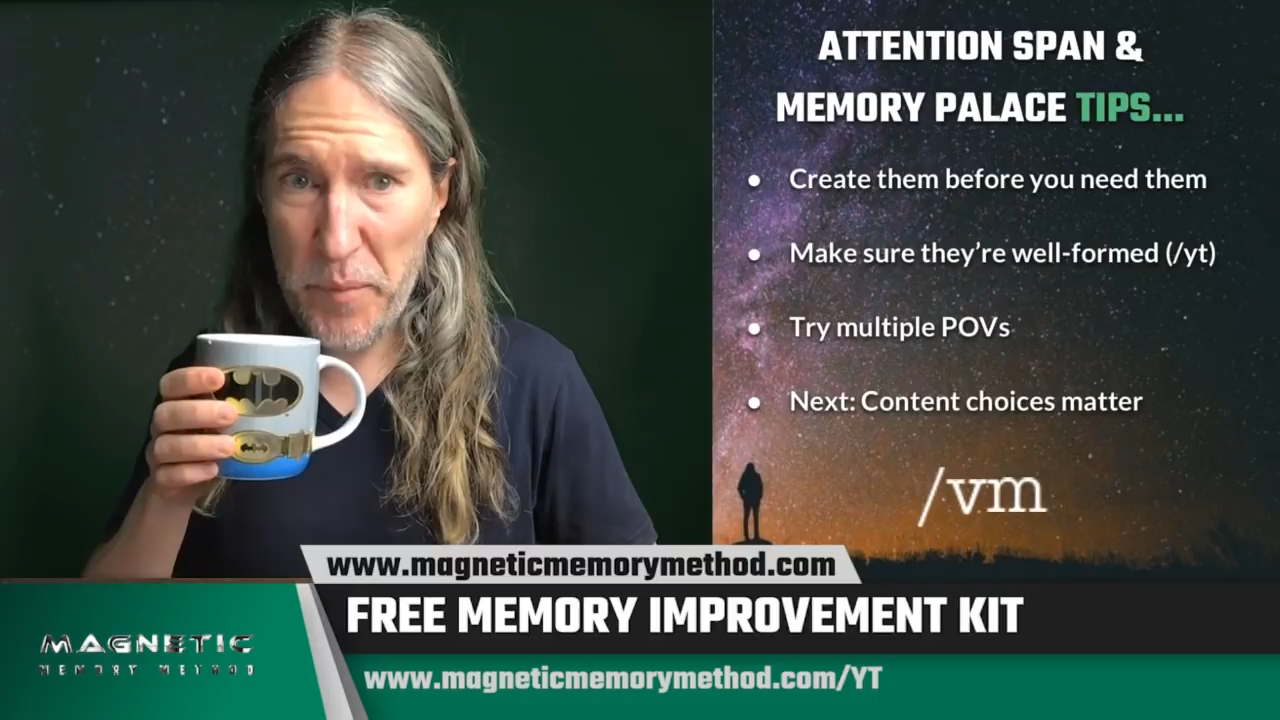 ATTENTION SPAN &
MEMORY PALACE TIPS...
• Create them before you need them
• Make sure they're well-formed (/yt)
• Try multiple POVs
• Next: Content choices matter
/vm
www.magneticmemorymethod.com
FREE MEMORY IMPROVEMENT KIT
MAGNETIC
MEMORY METHOD
www.magneticmemorymethod.com/YT